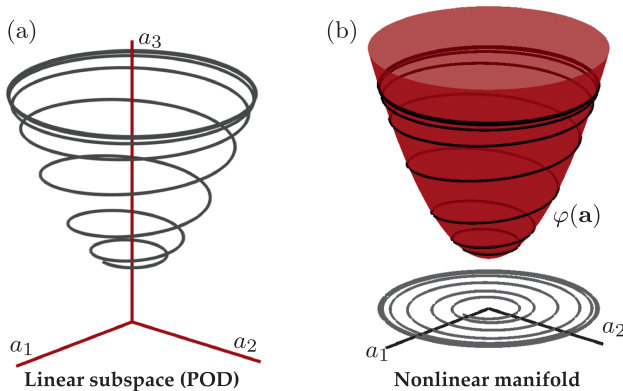 (a)
a₃
a₁
a₂
Linear subspace (POD)
(b)
φ(a)
a₁
a₂
Nonlinear manifold